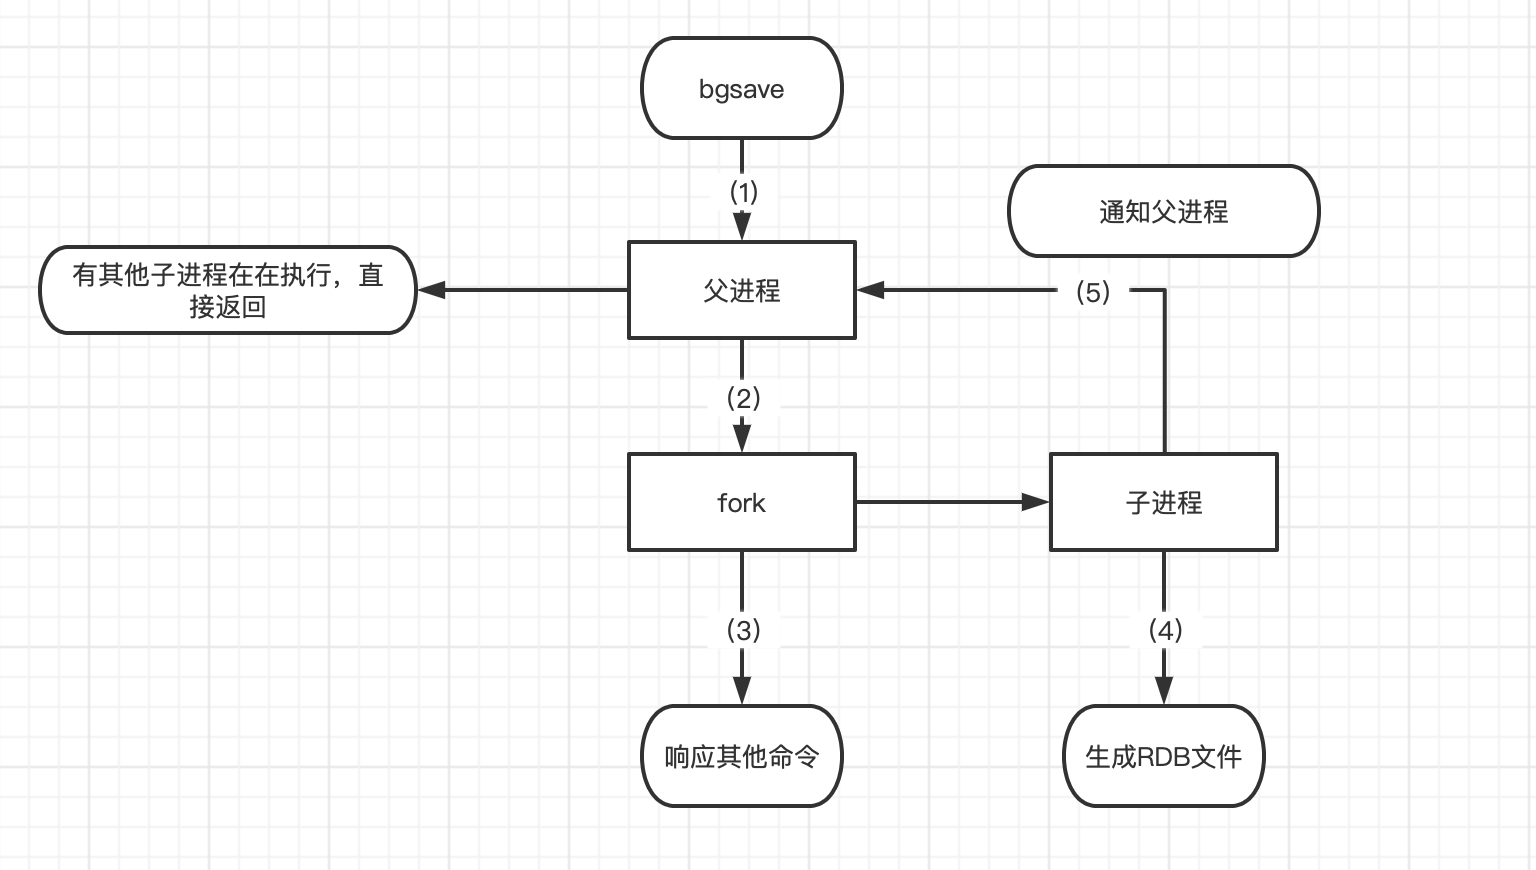 bgsave
(1)
通知父进程
有其他子进程在在执行，直
接返回
父进程
(5)
(2)
fork
子进程
(3)
(4)
响应其他命令
生成RDB文件